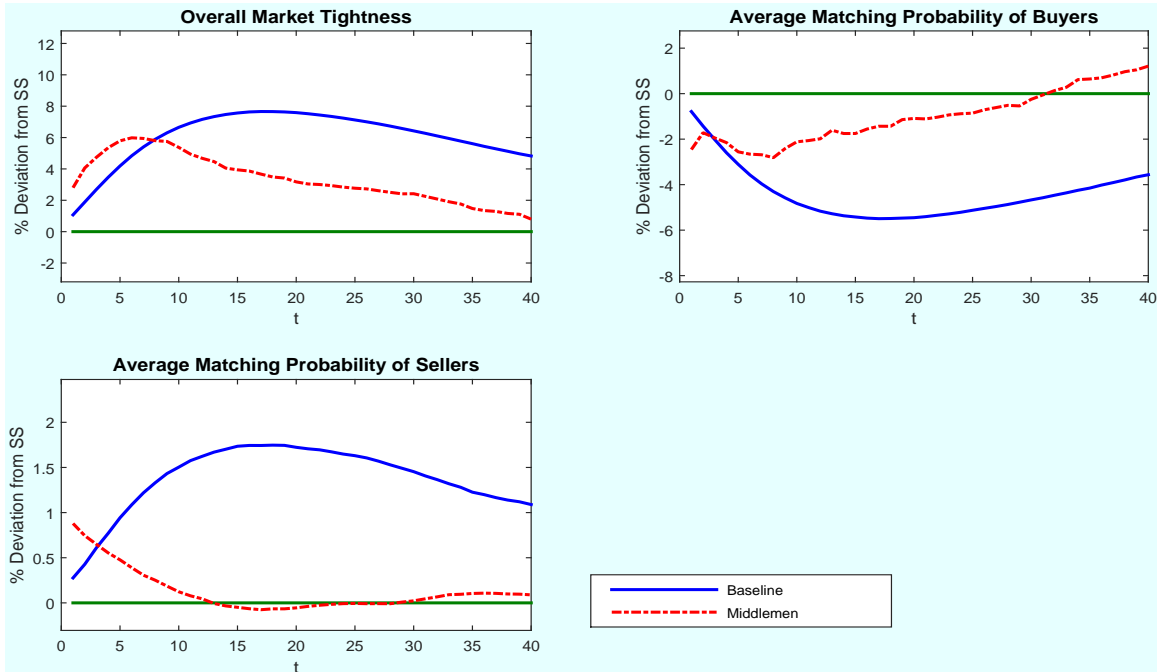 Overall Market Tightness
% Deviation from SS
12
10
8
6
4
2
0
-2
0 5 10 15 20 25 30 35 40
t
Average Matching Probability of Buyers
% Deviation from SS
2
0
-2
-4
-6
-8
0 5 10 15 20 25 30 35 40
t
Average Matching Probability of Sellers
% Deviation from SS
2
1.5
1
0.5
0
0 5 10 15 20 25 30 35 40
t
Baseline
Middlemen